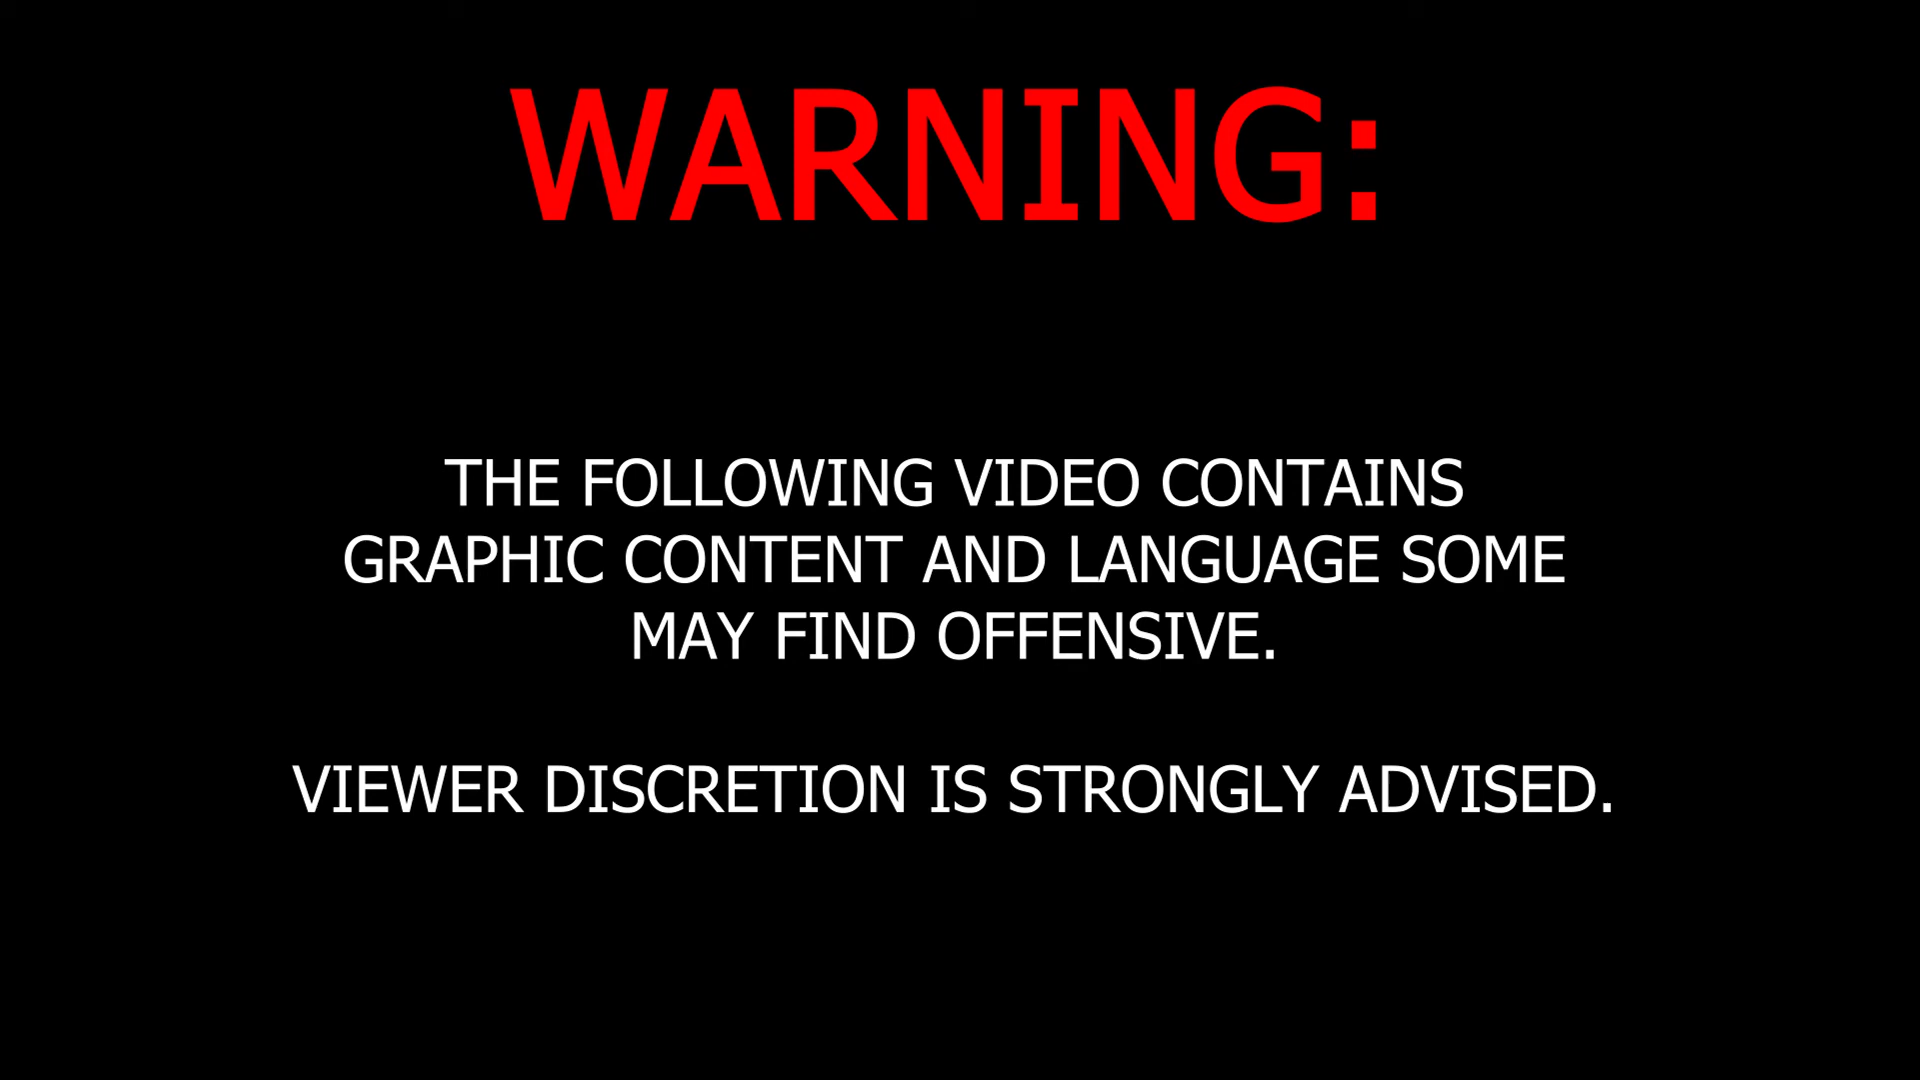 WARNING:
THE FOLLOWING VIDEO CONTAINS
GRAPHIC CONTENT AND LANGUAGE SOME
MAY FIND OFFENSIVE.
VIEWER DISCRETION IS STRONGLY ADVISED.